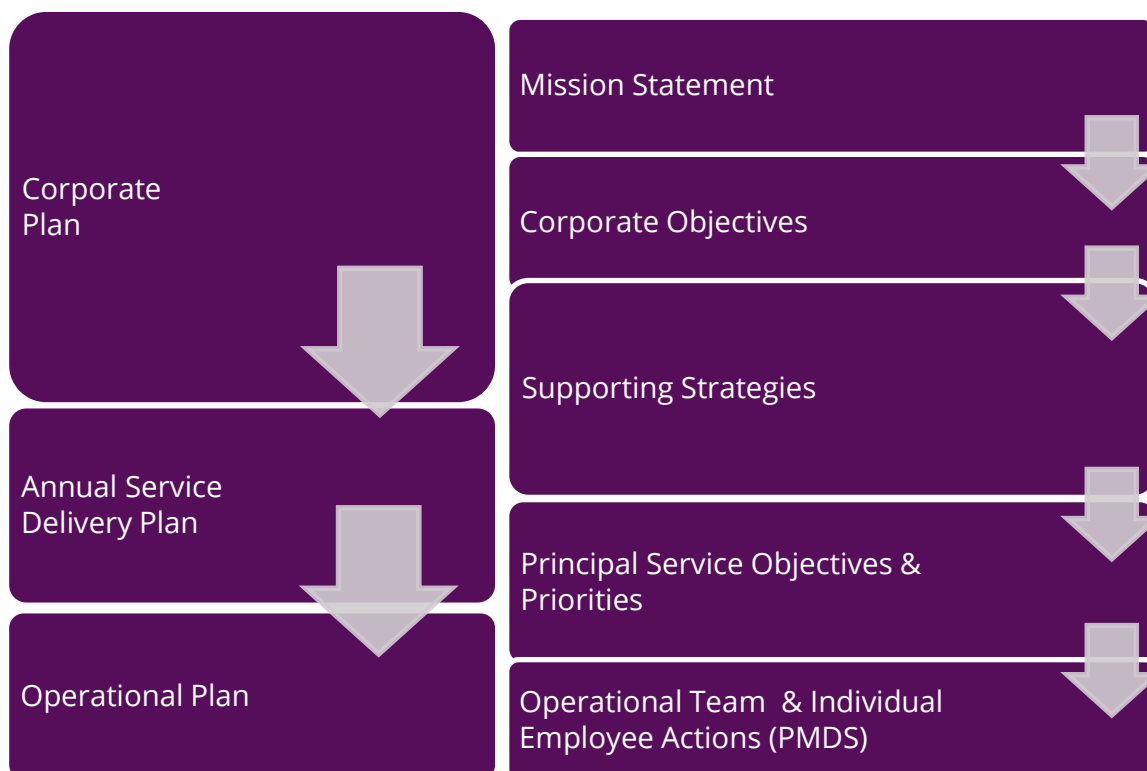 Corporate
Plan
Annual Service
Delivery Plan
Operational Plan
Mission Statement
Corporate Objectives
Supporting Strategies
Principal Service Objectives &
Priorities
Operational Team  & Individual
Employee Actions (PMDS)